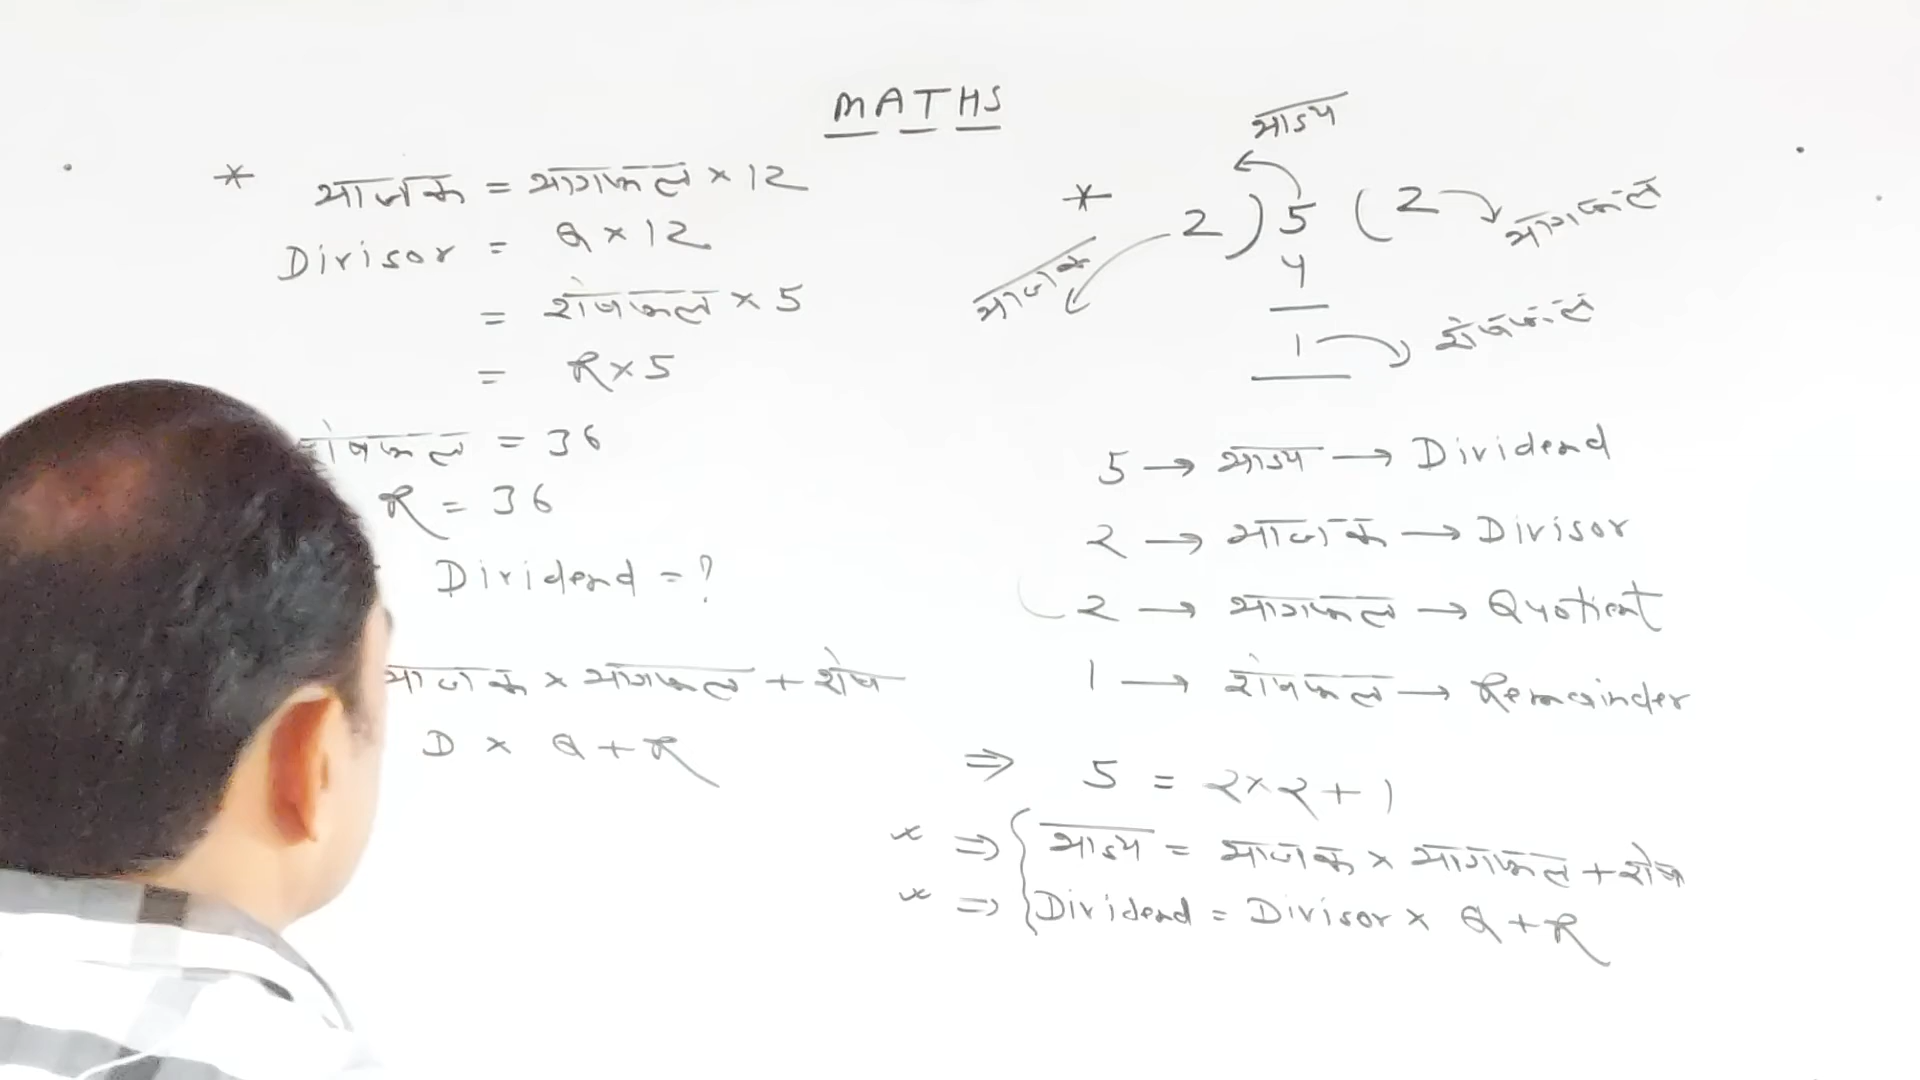 MATHS
* भाजक = भागफल × 12
Divisor = Q × 12
= शेषफल × 5
= R × 5
शेषफल = 36
R = 36
Dividend = ?
भाजक × भागफल + शेष
D × Q + R
भाज्य
* 2 ) 5 ( 2
भागफल
भाजक
4
1
शेषफल
5 → भाज्य → Dividend
2 → भाजक → Divisor
2 → भागफल → Quotient
1 → शेषफल → Remainder
⇒ 5 = 2 × 2 + 1
× ⇒ { भाज्य = भाजक × भागफल + शेष
× ⇒ { Dividend = Divisor × Q + R